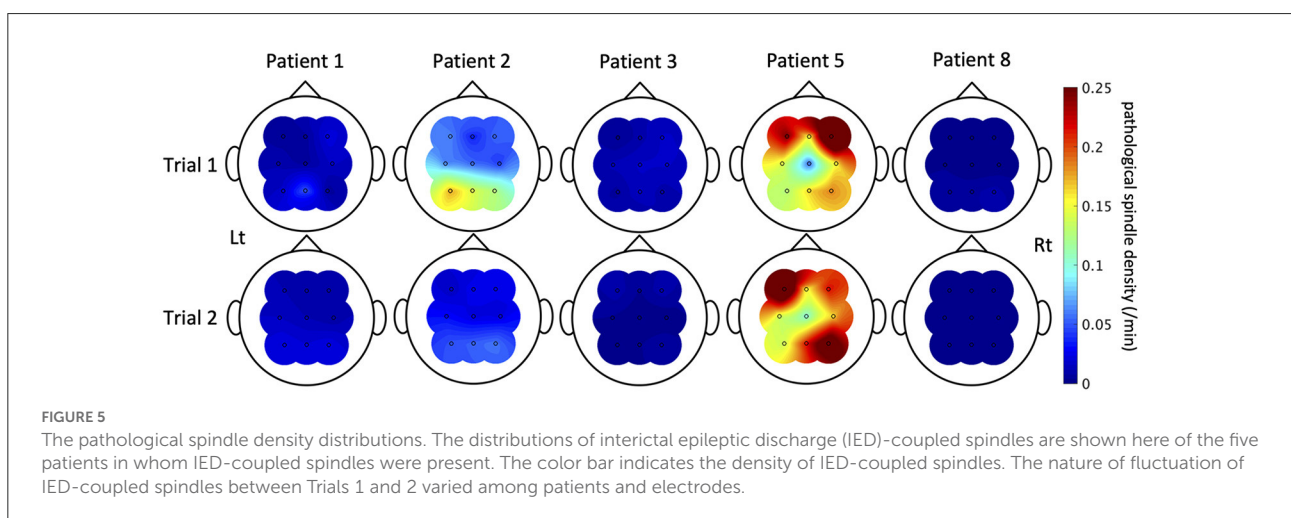 Patient 1 Patient 2 Patient 3 Patient 5 Patient 8
Trial 1
Lt
Rt
Trial 2
0.25
0.2
0.15
0.1
0.05
0
pathological spindle density (/min)
FIGURE 5
The pathological spindle density distributions. The distributions of interictal epileptic discharge (IED)-coupled spindles are shown here of the five
patients in whom IED-coupled spindles were present. The color bar indicates the density of IED-coupled spindles. The nature of fluctuation of
IED-coupled spindles between Trials 1 and 2 varied among patients and electrodes.